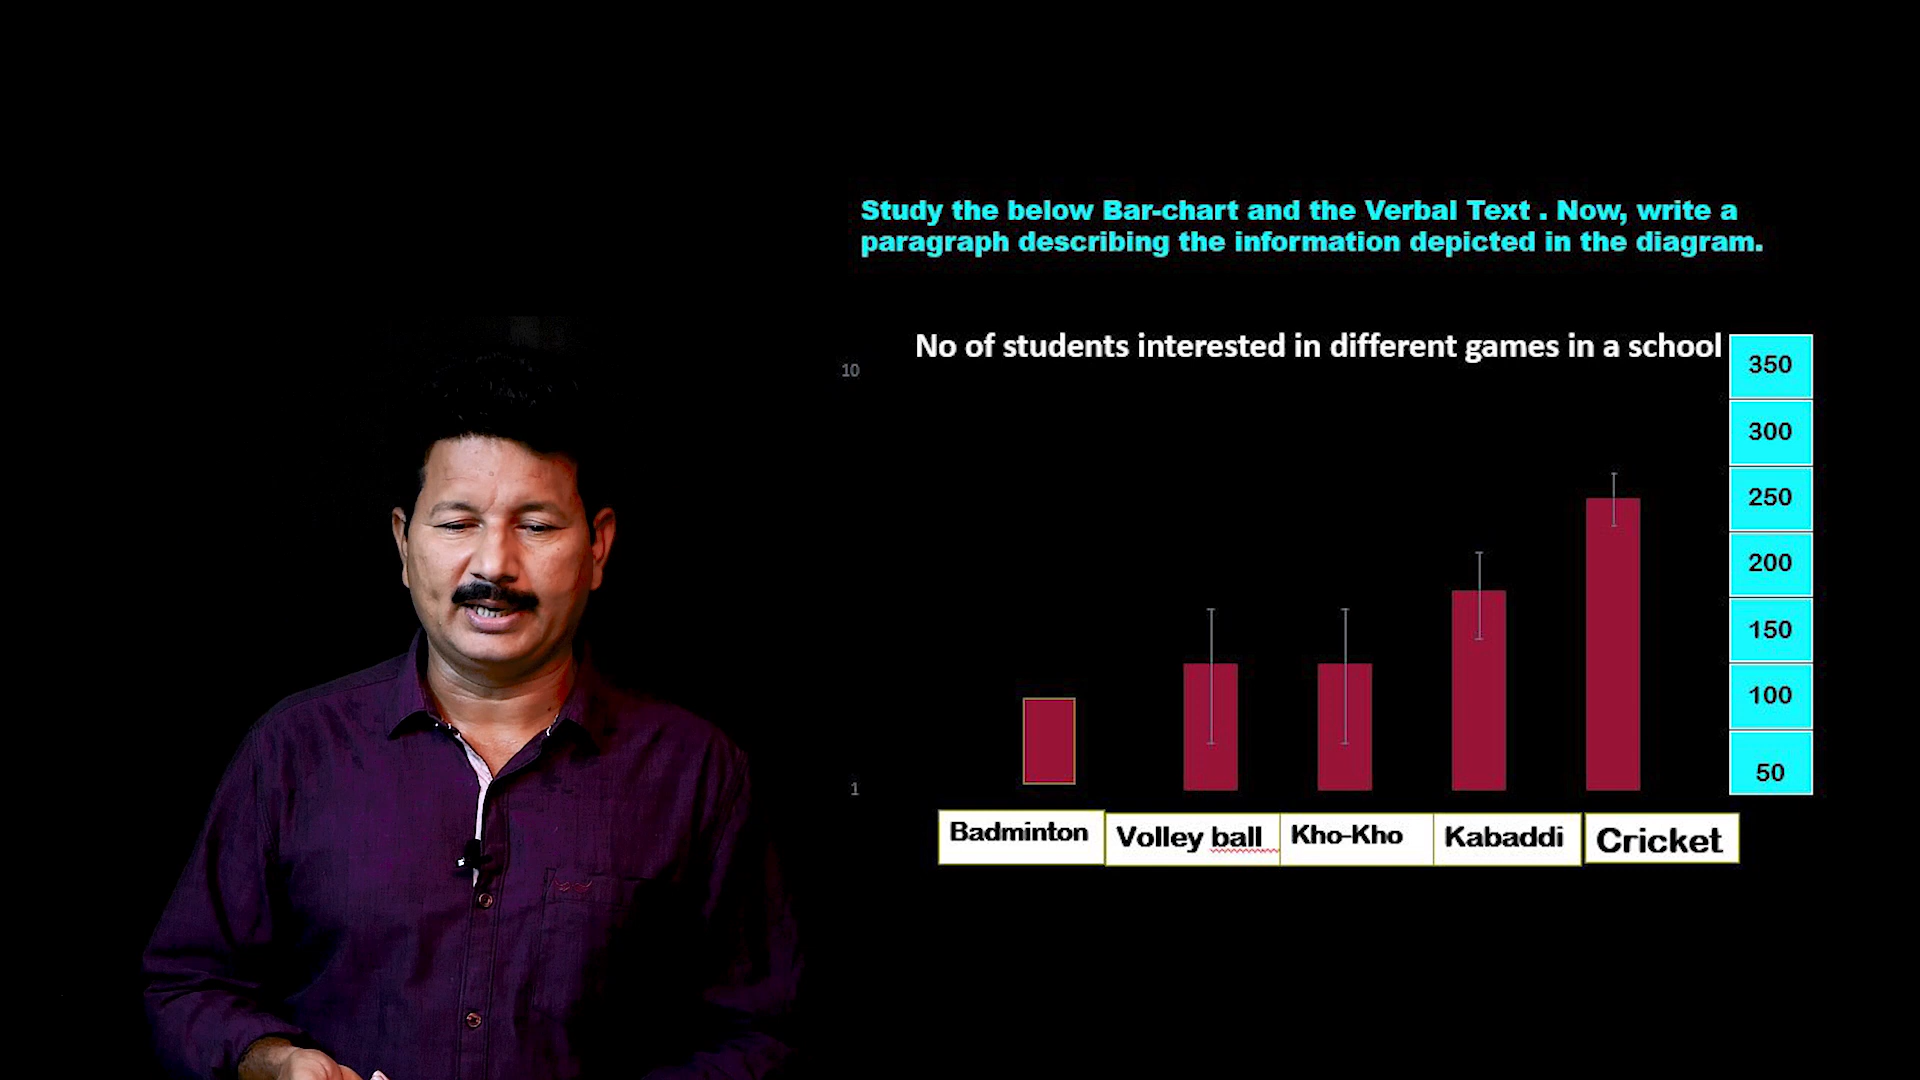 Study the below Bar-chart and the Verbal Text . Now, write a
paragraph describing the information depicted in the diagram.
No of students interested in different games in a school
10
1
350
300
250
200
150
100
50
Badminton
Volley ball
Kho-Kho
Kabaddi
Cricket